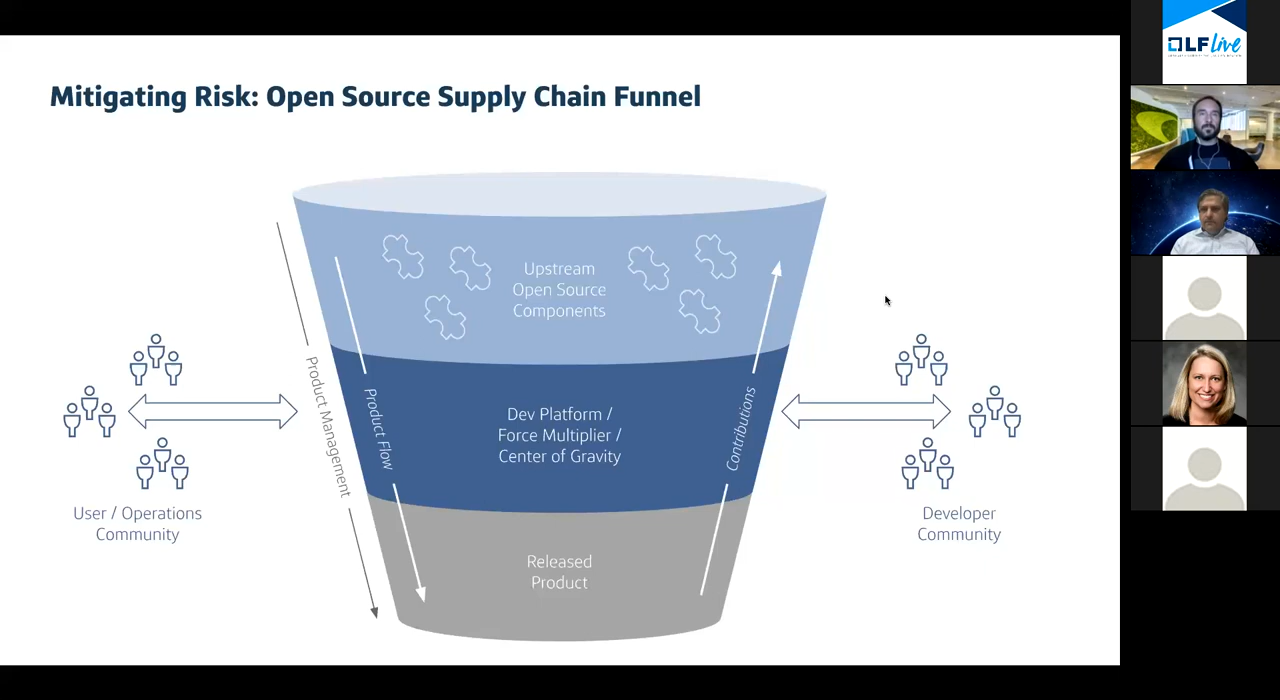 Mitigating Risk: Open Source Supply Chain Funnel
Upstream
Open Source
Components
Product Management
Product Flow
Dev Platform /
Force Multiplier /
Center of Gravity
Contributions
User / Operations
Community
Developer
Community
Released
Product
LF Live